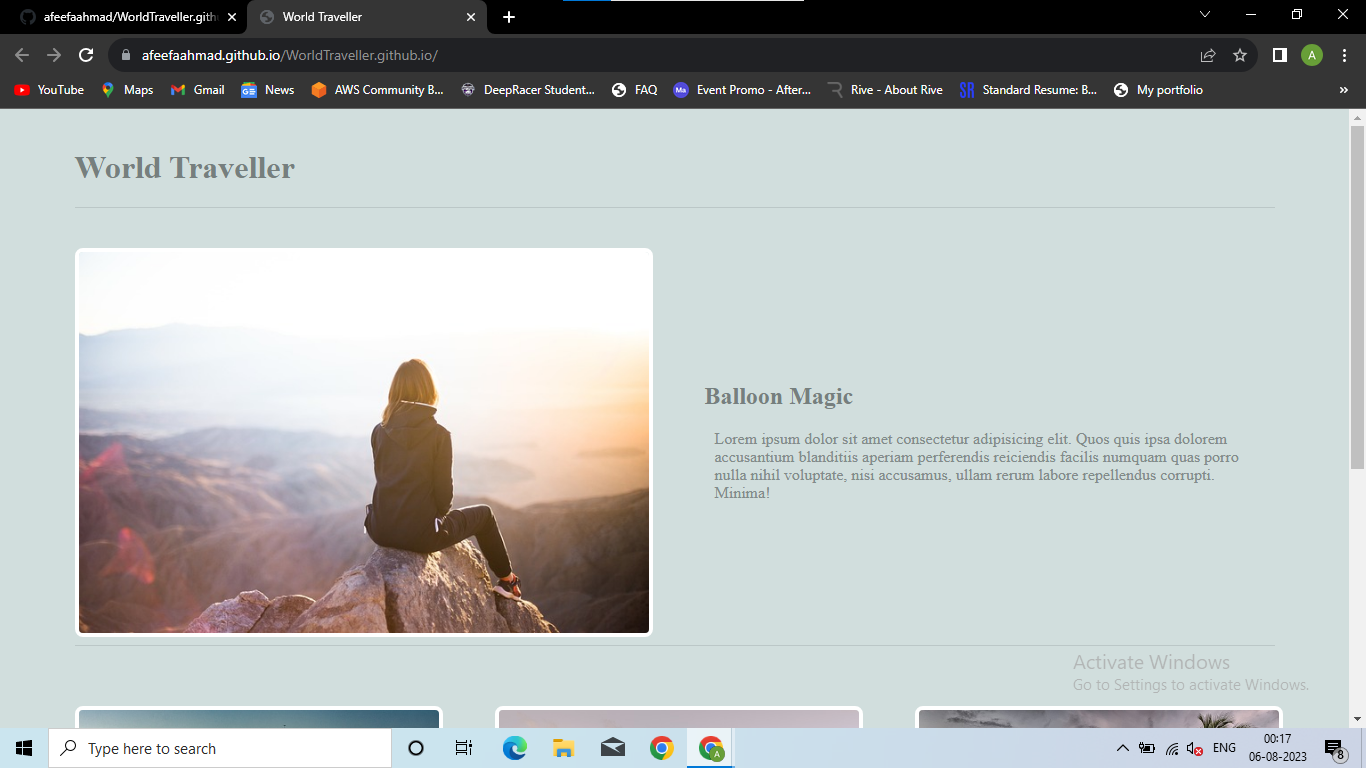 afeefaahmad/WorldTraveller.gith
World Traveller
afeefaahmad.github.io/WorldTraveller.github.io/
A
YouTube
Maps
Gmail
News
AWS Community B...
DeepRacer Student...
FAQ
Ma
Event Promo - After...
Rive - About Rive
SR
Standard Resume: B...
My portfolio
»
World Traveller
Balloon Magic
Lorem ipsum dolor sit amet consectetur adipisicing elit. Quos quis ipsa dolorem
accusantium blanditiis aperiam perferendis reiciendis facilis numquam quas porro
nulla nihil voluptate, nisi accusamus, ullam rerum labore repellendus corrupti.
Minima!
Activate Windows
Go to Settings to activate Windows.
Type here to search
A
ENG
00:17
06-08-2023
8